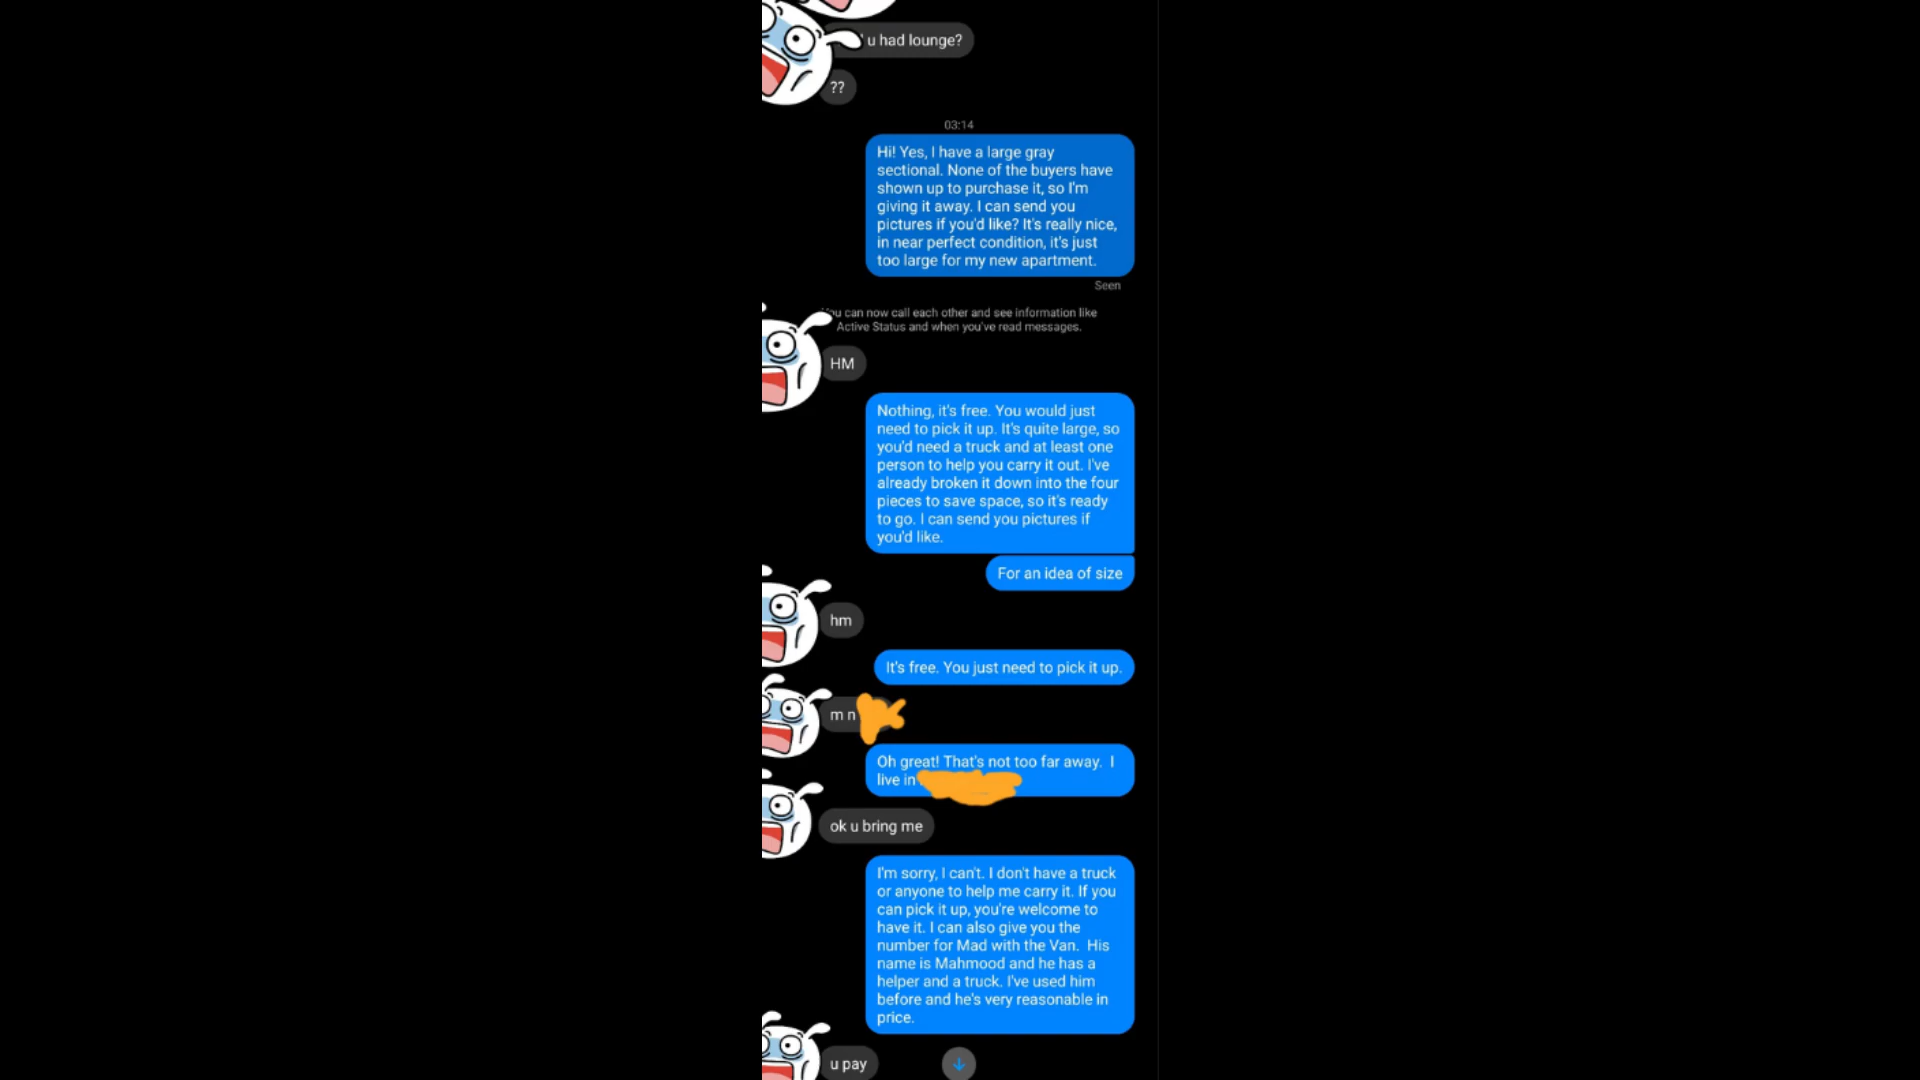 u had lounge?
??
03:14
Hi! Yes, I have a large gray
sectional. None of the buyers have
shown up to purchase it, so I'm
giving it away. I can send you
pictures if you'd like? It's really nice,
in near perfect condition, it's just
too large for my new apartment.
Seen
You can now call each other and see information like
Active Status and when you've read messages.
HM
Nothing, it's free. You would just
need to pick it up. It's quite large, so
you'd need a truck and at least one
person to help you carry it out. I've
already broken it down into the four
pieces to save space, so it's ready
to go. I can send you pictures if
you'd like.
For an idea of size
hm
It's free. You just need to pick it up.
m n
Oh great! That's not too far away. I
live in
ok u bring me
I'm sorry, I can't. I don't have a truck
or anyone to help me carry it. If you
can pick it up, you're welcome to
have it. I can also give you the
number for Mad with the Van. His
name is Mahmood and he has a
helper and a truck. I've used him
before and he's very reasonable in
price.
u pay